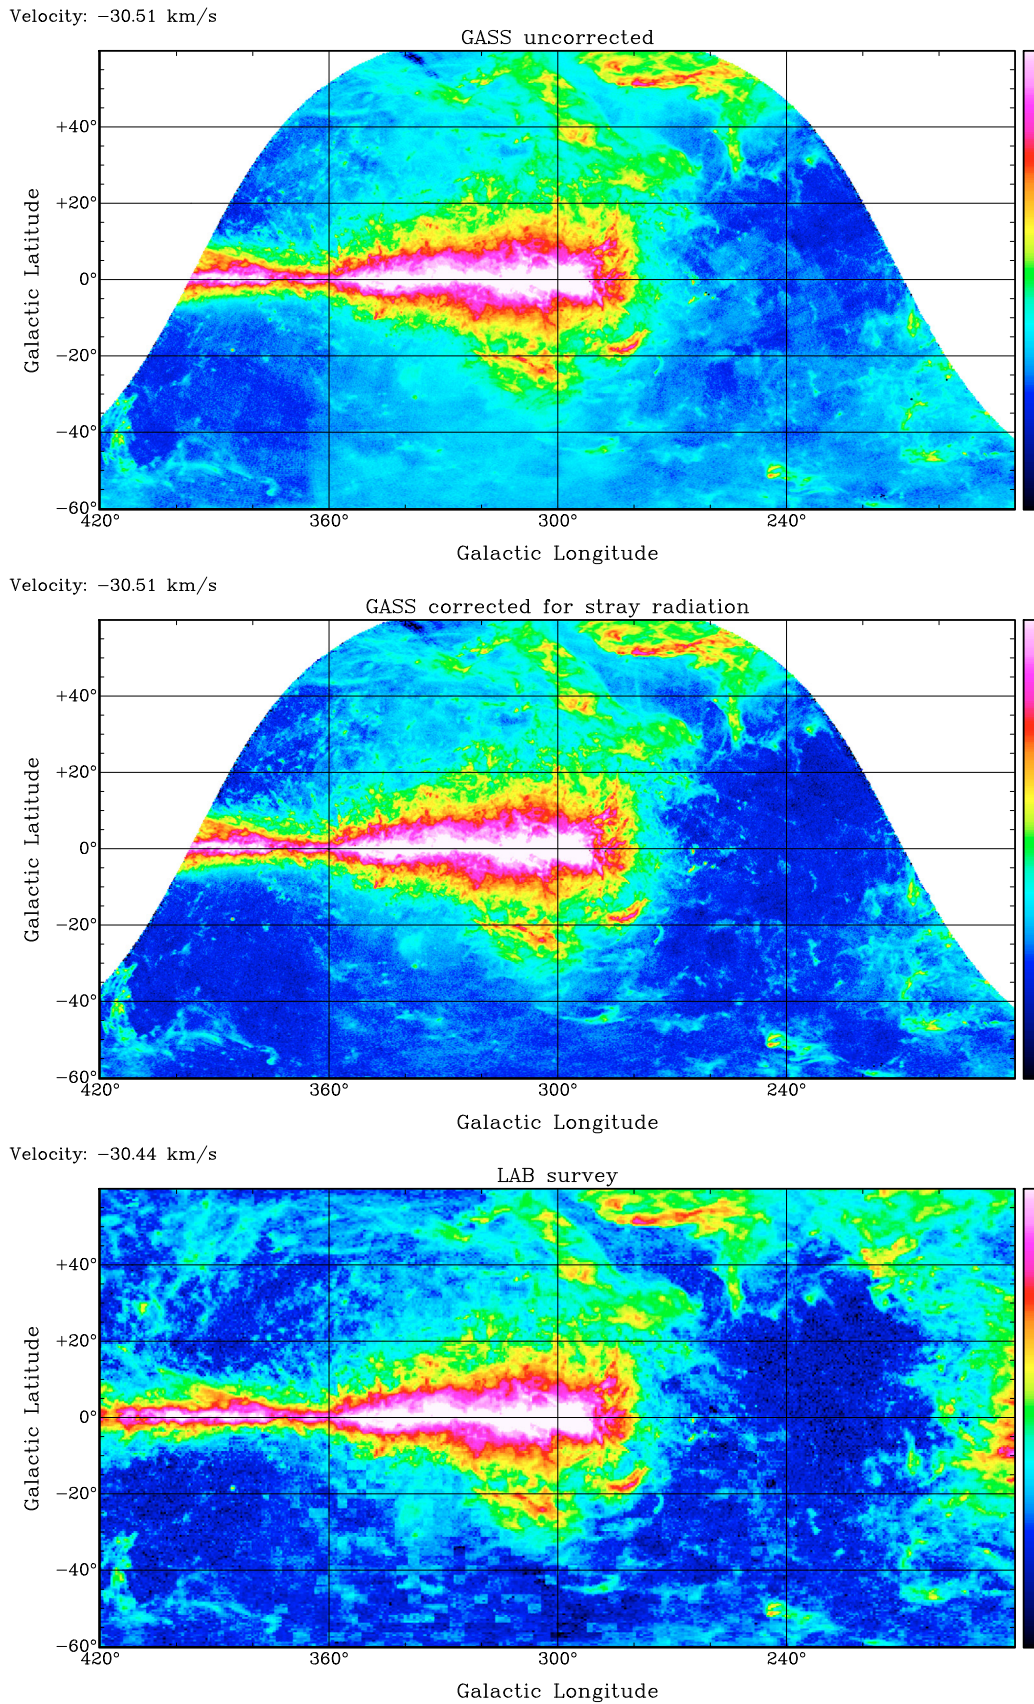 Velocity: −30.51 km/s
GASS uncorrected
+40°
+20°
0°
−20°
−40°
−60°
Galactic Latitude
420° 360° 300° 240°
Galactic Longitude
Velocity: −30.51 km/s
GASS corrected for stray radiation
+40°
+20°
0°
−20°
−40°
−60°
Galactic Latitude
420° 360° 300° 240°
Galactic Longitude
Velocity: −30.44 km/s
LAB survey
+40°
+20°
0°
−20°
−40°
−60°
Galactic Latitude
420° 360° 300° 240°
Galactic Longitude